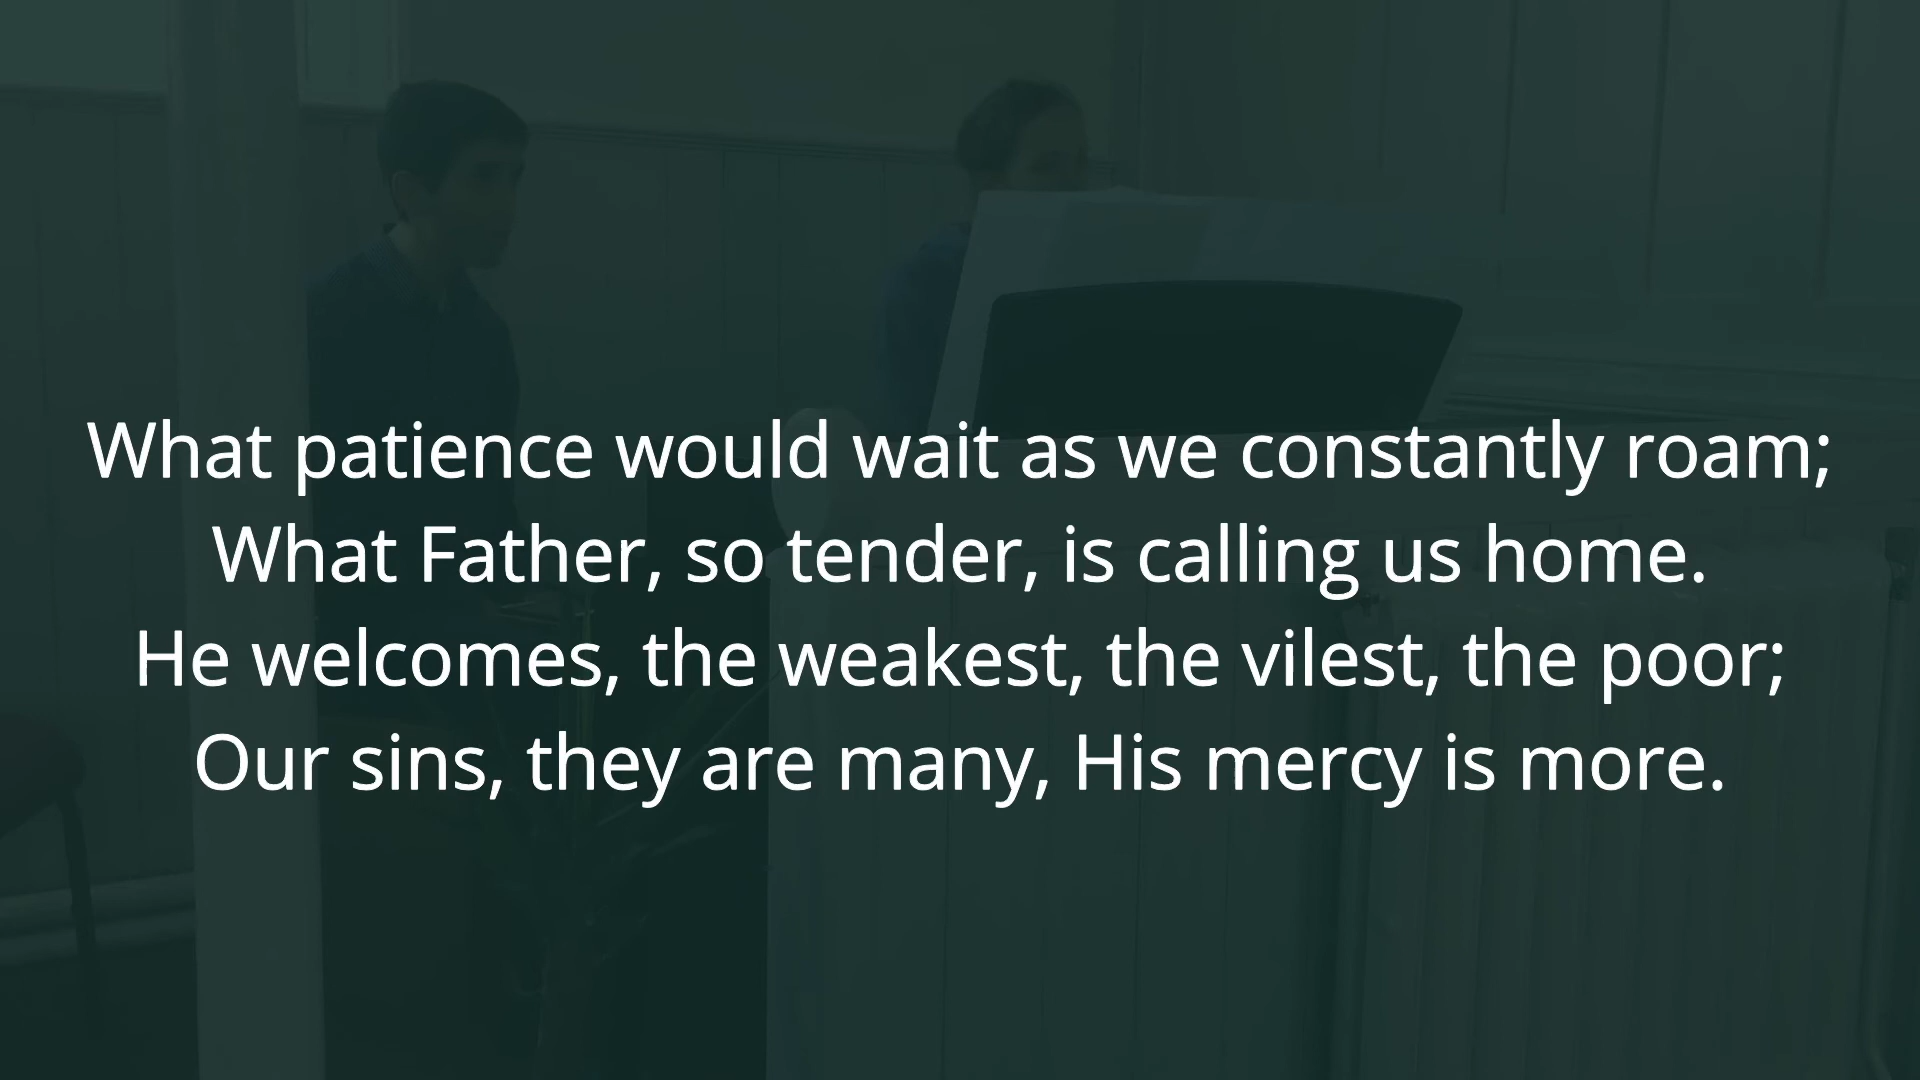 What patience would wait as we constantly roam;
What Father, so tender, is calling us home.
He welcomes, the weakest, the vilest, the poor;
Our sins, they are many, His mercy is more.